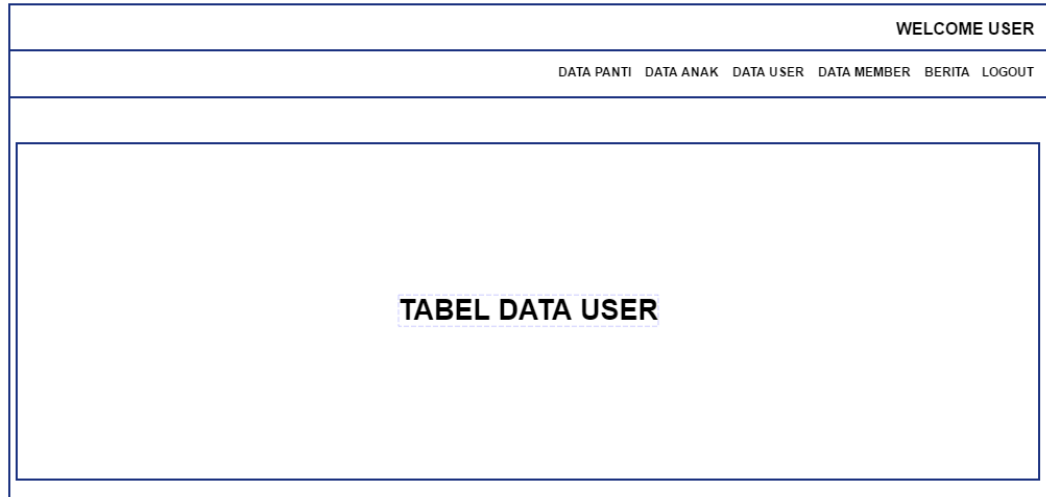 WELCOME USER
DATA PANTI DATA ANAK DATA USER DATA MEMBER BERITA LOGOUT
TABEL DATA USER